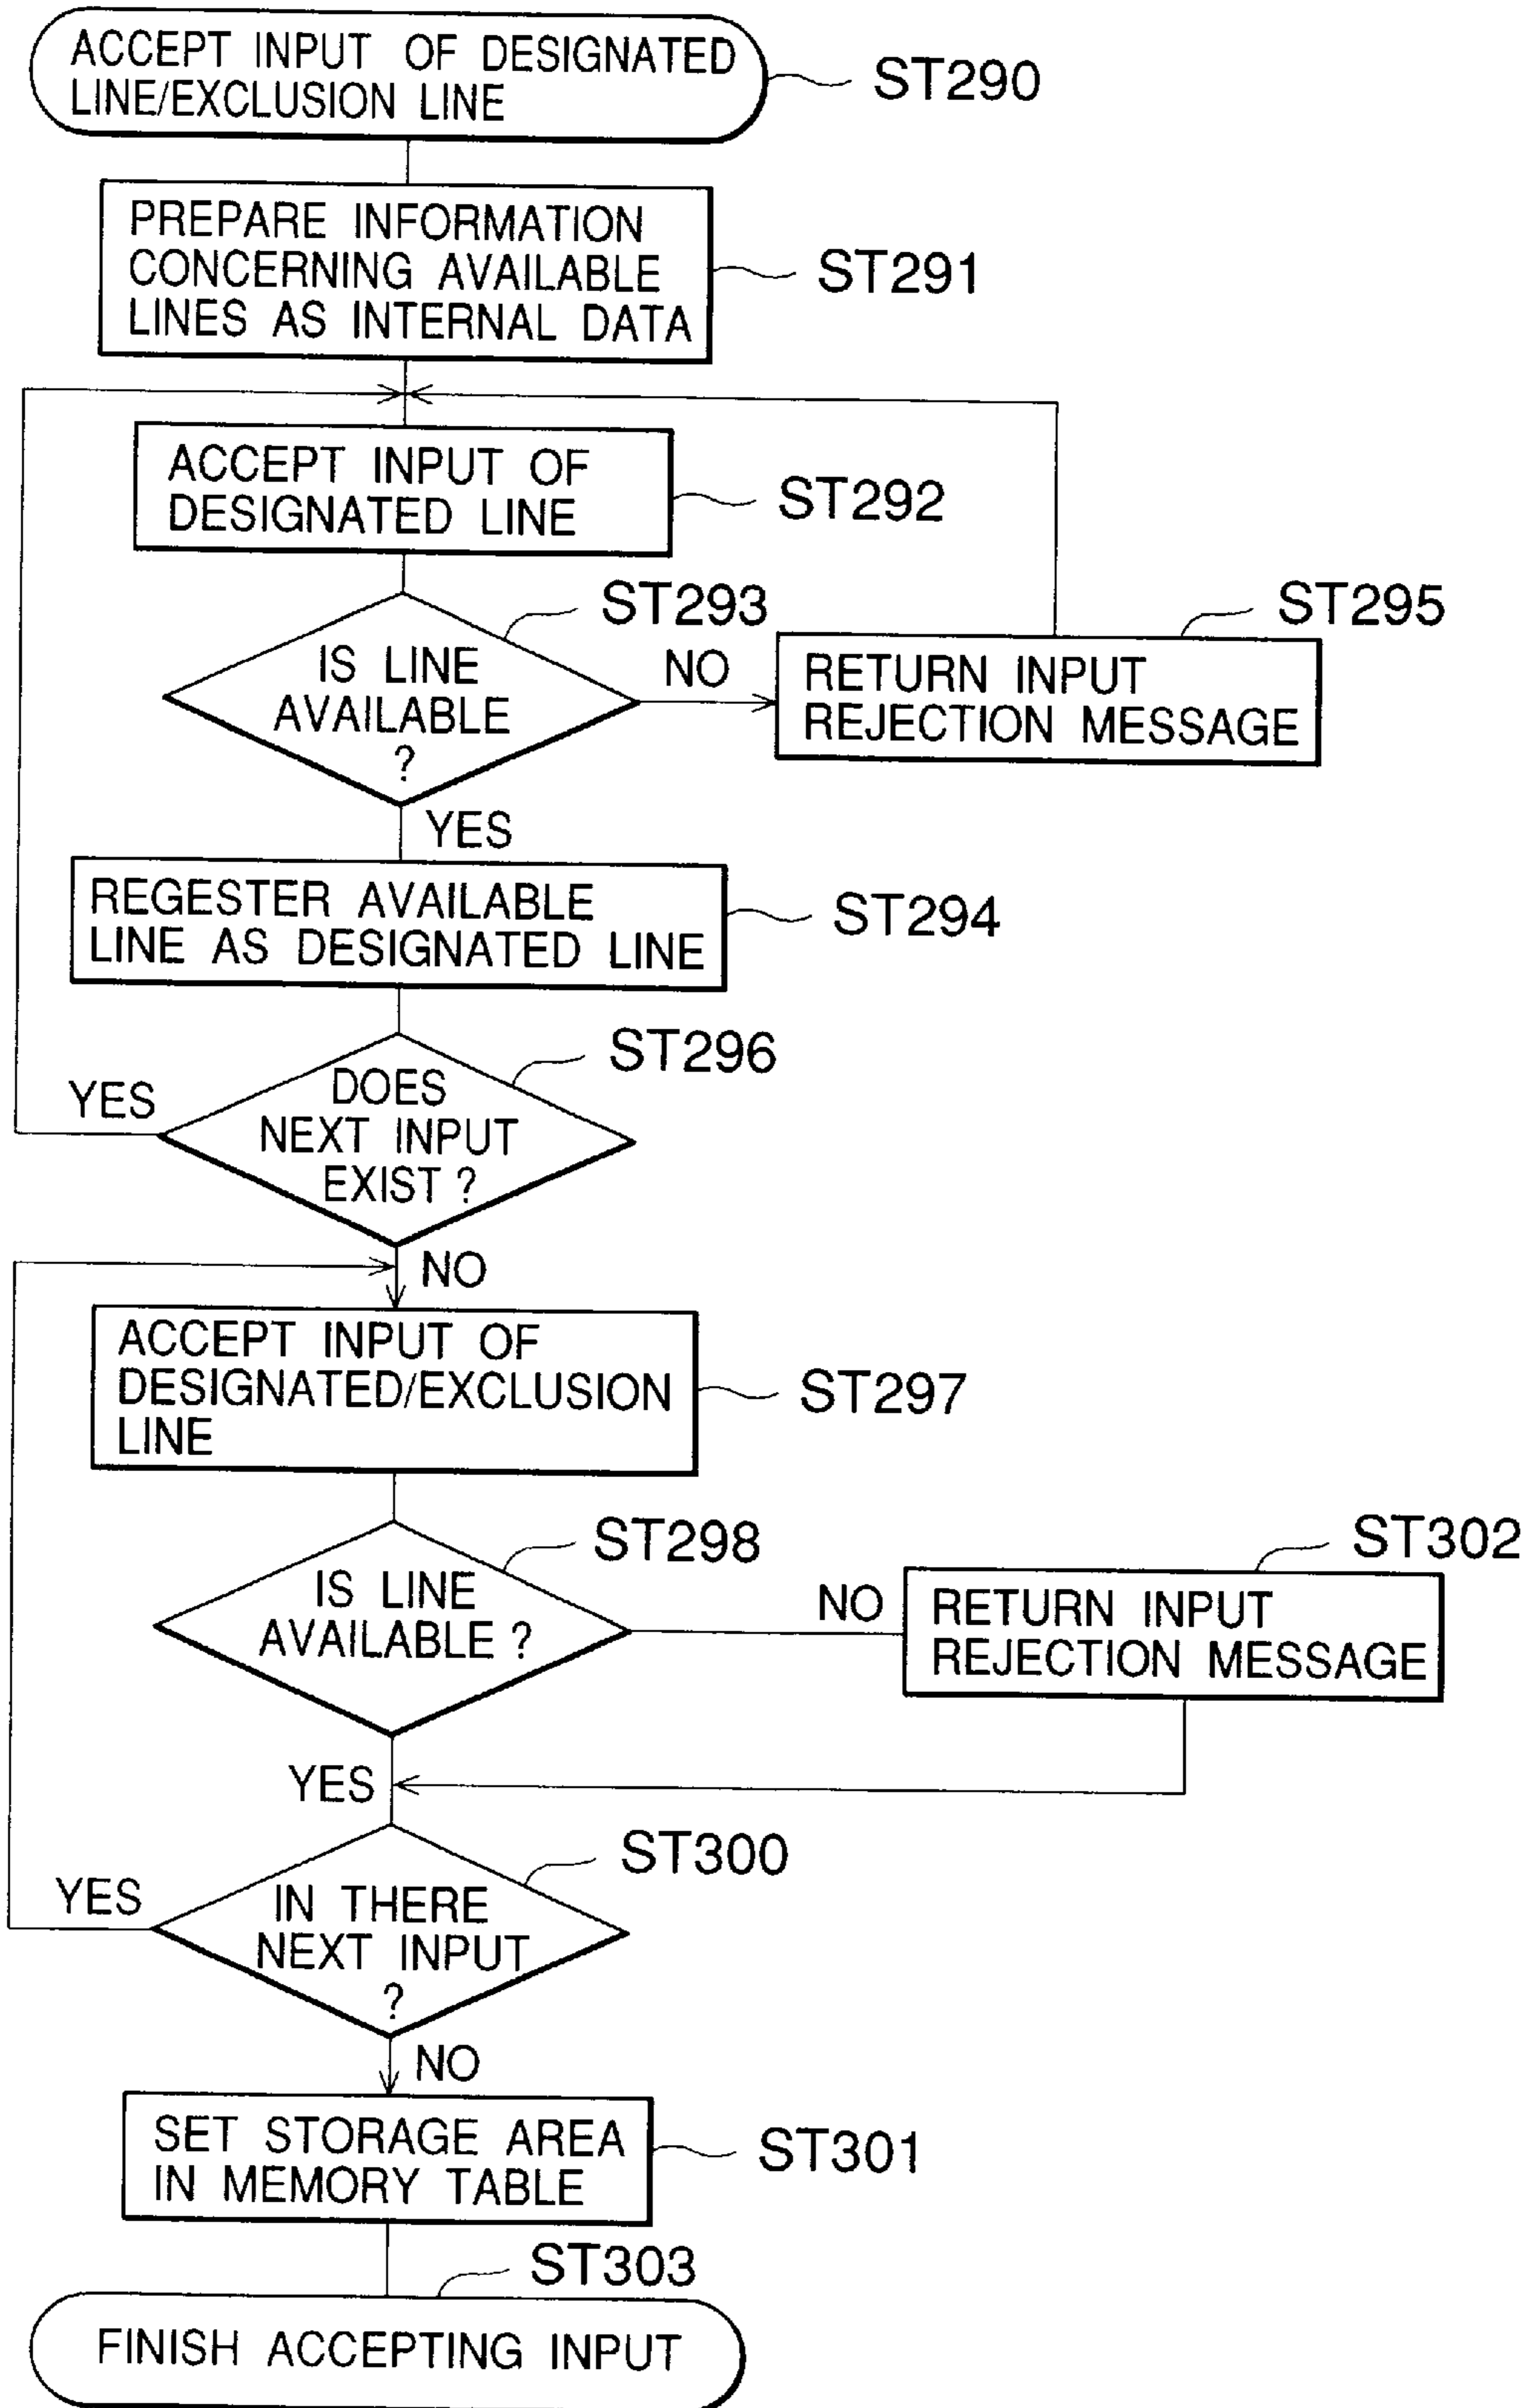 ACCEPT INPUT OF DESIGNATED
LINE/EXCLUSION LINE
ST290
PREPARE INFORMATION
CONCERNING AVAILABLE
LINES AS INTERNAL DATA
ST291
ACCEPT INPUT OF
DESIGNATED LINE
ST292
ST293
IS LINE
AVAILABLE
?
NO
ST295
RETURN INPUT
REJECTION MESSAGE
YES
REGESTER AVAILABLE
LINE AS DESIGNATED LINE
ST294
ST296
DOES
NEXT INPUT
EXIST ?
YES
NO
ACCEPT INPUT OF
DESIGNATED/EXCLUSION
LINE
ST297
ST298
IS LINE
AVAILABLE ?
NO
ST302
RETURN INPUT
REJECTION MESSAGE
YES
ST300
IN THERE
NEXT INPUT
?
YES
NO
SET STORAGE AREA
IN MEMORY TABLE
ST301
ST303
FINISH ACCEPTING INPUT